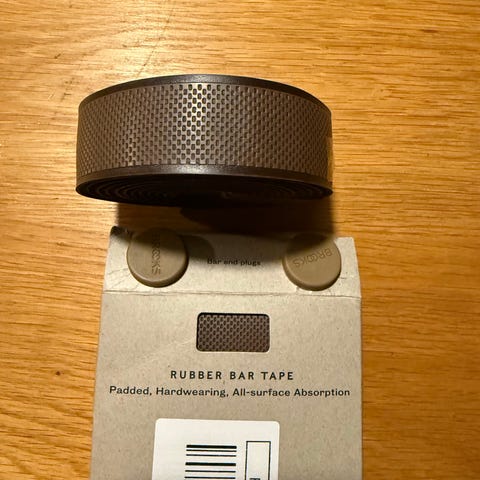 BROOKS
Bar end plugs
BROOKS
RUBBER BAR TAPE
Padded, Hardwearing, All-surface Absorption